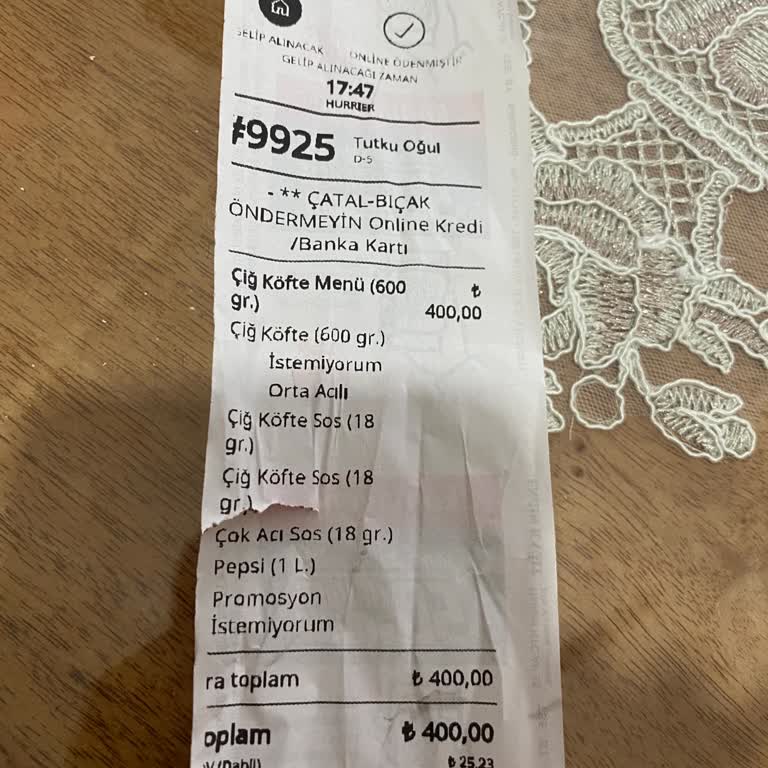 GELİP ALINACAK
ONLINE ÖDENMİŞTİR
GELİP ALINACAĞI ZAMAN
17:47
HURRIER
#9925
Tutku Oğul
D-5
- ** ÇATAL-BIÇAK
ÖNDERMEYİN Online Kredi
/Banka Kartı
Çiğ Köfte Menü (600
gr.)
₺
400,00
Çiğ Köfte (600 gr.)
İstemiyorum
Orta Acılı
Çiğ Köfte Sos (18
gr.)
Çiğ Köfte Sos (18
gr.)
Çok Acı Sos (18 gr.)
Pepsi (1 L.)
Promosyon
İstemiyorum
ra toplam ₺ 400,00
oplam ₺ 400,00
V (Dahil) ₺ 25,23